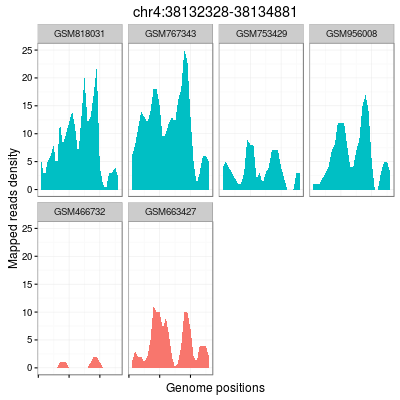 chr4:38132328-38134881
GSM818031 GSM767343 GSM753429 GSM956008
25
20
15
10
5
0
GSM466732 GSM663427
25
20
15
10
5
0
Mapped reads density
Genome positions